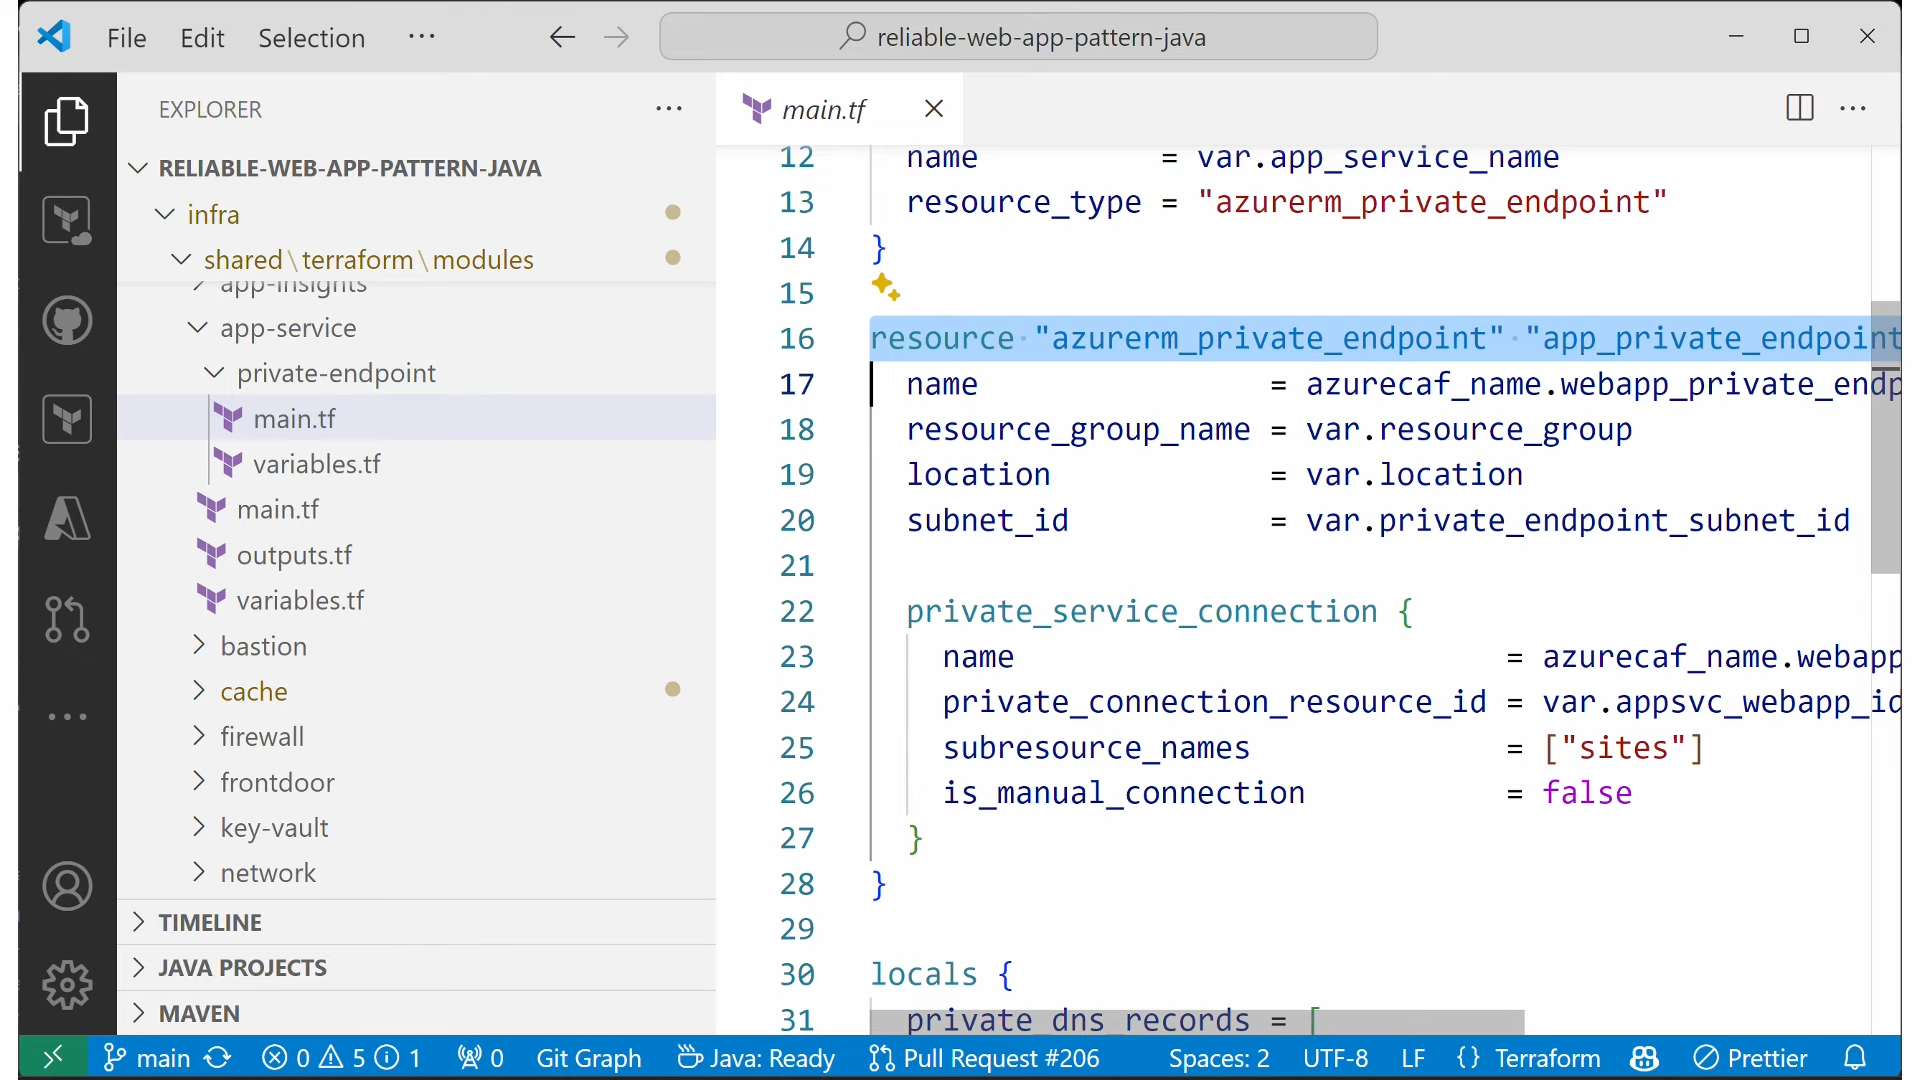 File Edit Selection ··· reliable-web-app-pattern-java
EXPLORER ···
RELIABLE-WEB-APP-PATTERN-JAVA
infra
shared\terraform\modules
app-insights
app-service
private-endpoint
main.tf
variables.tf
main.tf
outputs.tf
variables.tf
bastion
cache
firewall
frontdoor
key-vault
network
TIMELINE
JAVA PROJECTS
MAVEN
main.tf
12 name = var.app_service_name
13 resource_type = "azurerm_private_endpoint"
14 }
15
16 resource "azurerm_private_endpoint" "app_private_endpoint
17 name = azurecaf_name.webapp_private_endp
18 resource_group_name = var.resource_group
19 location = var.location
20 subnet_id = var.private_endpoint_subnet_id
21
22 private_service_connection {
23 name = azurecaf_name.webapp
24 private_connection_resource_id = var.appsvc_webapp_id
25 subresource_names = ["sites"]
26 is_manual_connection = false
27 }
28 }
29
30 locals {
31 private_dns_records = [
main 0 5 1 0 Git Graph Java: Ready Pull Request #206 Spaces: 2 UTF-8 LF {} Terraform Prettier